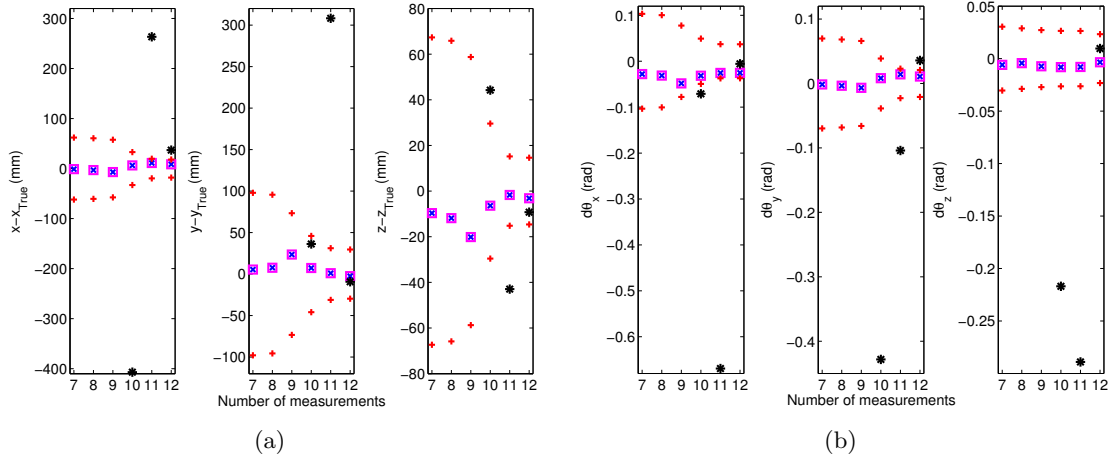 300
200
100
0
−100
−200
−300
−400
x−x_True (mm)
7 8 9 10 11 12
300
250
200
150
100
50
0
−50
−100
y−y_True (mm)
7 8 9 10 11 12
80
60
40
20
0
−20
−40
−60
−80
z−z_True (mm)
7 8 9 10 11 12
Number of measurements
(a)
0.1
0
−0.1
−0.2
−0.3
−0.4
−0.5
−0.6
dθ_x (rad)
7 8 9 10 11 12
0.1
0
−0.1
−0.2
−0.3
−0.4
dθ_y (rad)
7 8 9 10 11 12
0.05
0
−0.05
−0.1
−0.15
−0.2
−0.25
dθ_z (rad)
7 8 9 10 11 12
Number of measurements
(b)